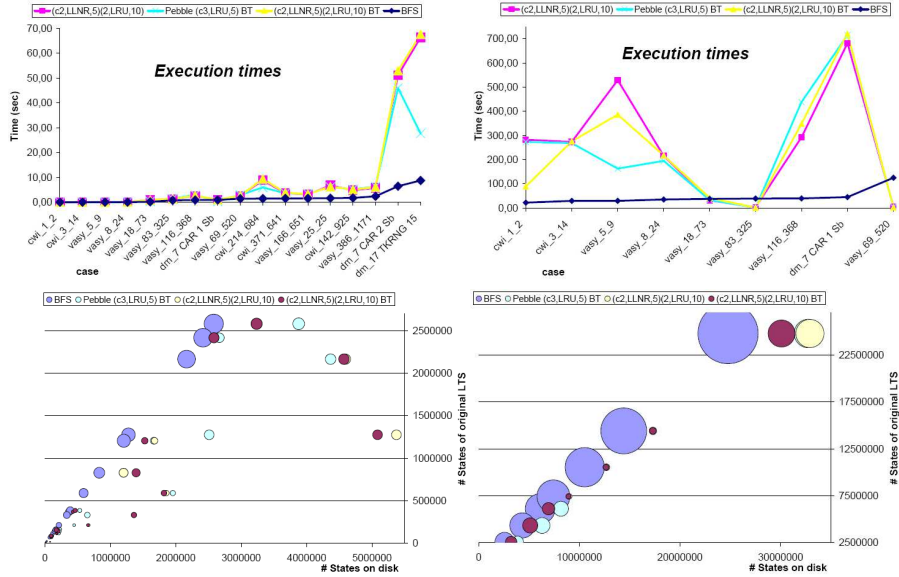 (c2,LLNR,5)(2,LRU,10) Pebble (c3,LRU,5) BT (c2,LLNR,5)(2,LRU,10) BT BFS
Execution times
Time (sec)
70,00
60,00
50,00
40,00
30,00
20,00
10,00
0,00
cwi_1_2
cwi_3_14
vasy_5_9
vasy_8_24
vasy_18_73
vasy_83_325
vasy_116_368
dm_7 CAR 1 Sb
vasy_69_520
cwi_214_684
cwi_371_641
vasy_166_651
vasy_25_25
cwi_142_925
vasy_386_1171
dm_7 CAR 2 Sb
dm_17 TKRNG 15
case
(c2,LLNR,5)(2,LRU,10) Pebble (c3,LRU,5) BT (c2,LLNR,5)(2,LRU,10) BT BFS
Execution times
Time (sec)
700,00
600,00
500,00
400,00
300,00
200,00
100,00
0,00
cwi_1_2
cwi_3_14
vasy_5_9
vasy_8_24
vasy_18_73
vasy_83_325
vasy_116_368
dm_7 CAR 1 Sb
vasy_69_520
case
BFS Pebble (c3,LRU,5) BT (c2,LLNR,5)(2,LRU,10) (c2,LLNR,5)(2,LRU,10) BT
2500000
2000000
1500000
1000000
500000
0
# States of original LTS
0 1000000 2000000 3000000 4000000 5000000
# States on disk
BFS Pebble (c3,LRU,5) BT (c2,LLNR,5)(2,LRU,10) (c2,LLNR,5)(2,LRU,10) BT
22500000
17500000
12500000
7500000
2500000
# States of original LTS
0 10000000 20000000 30000000
# States on disk